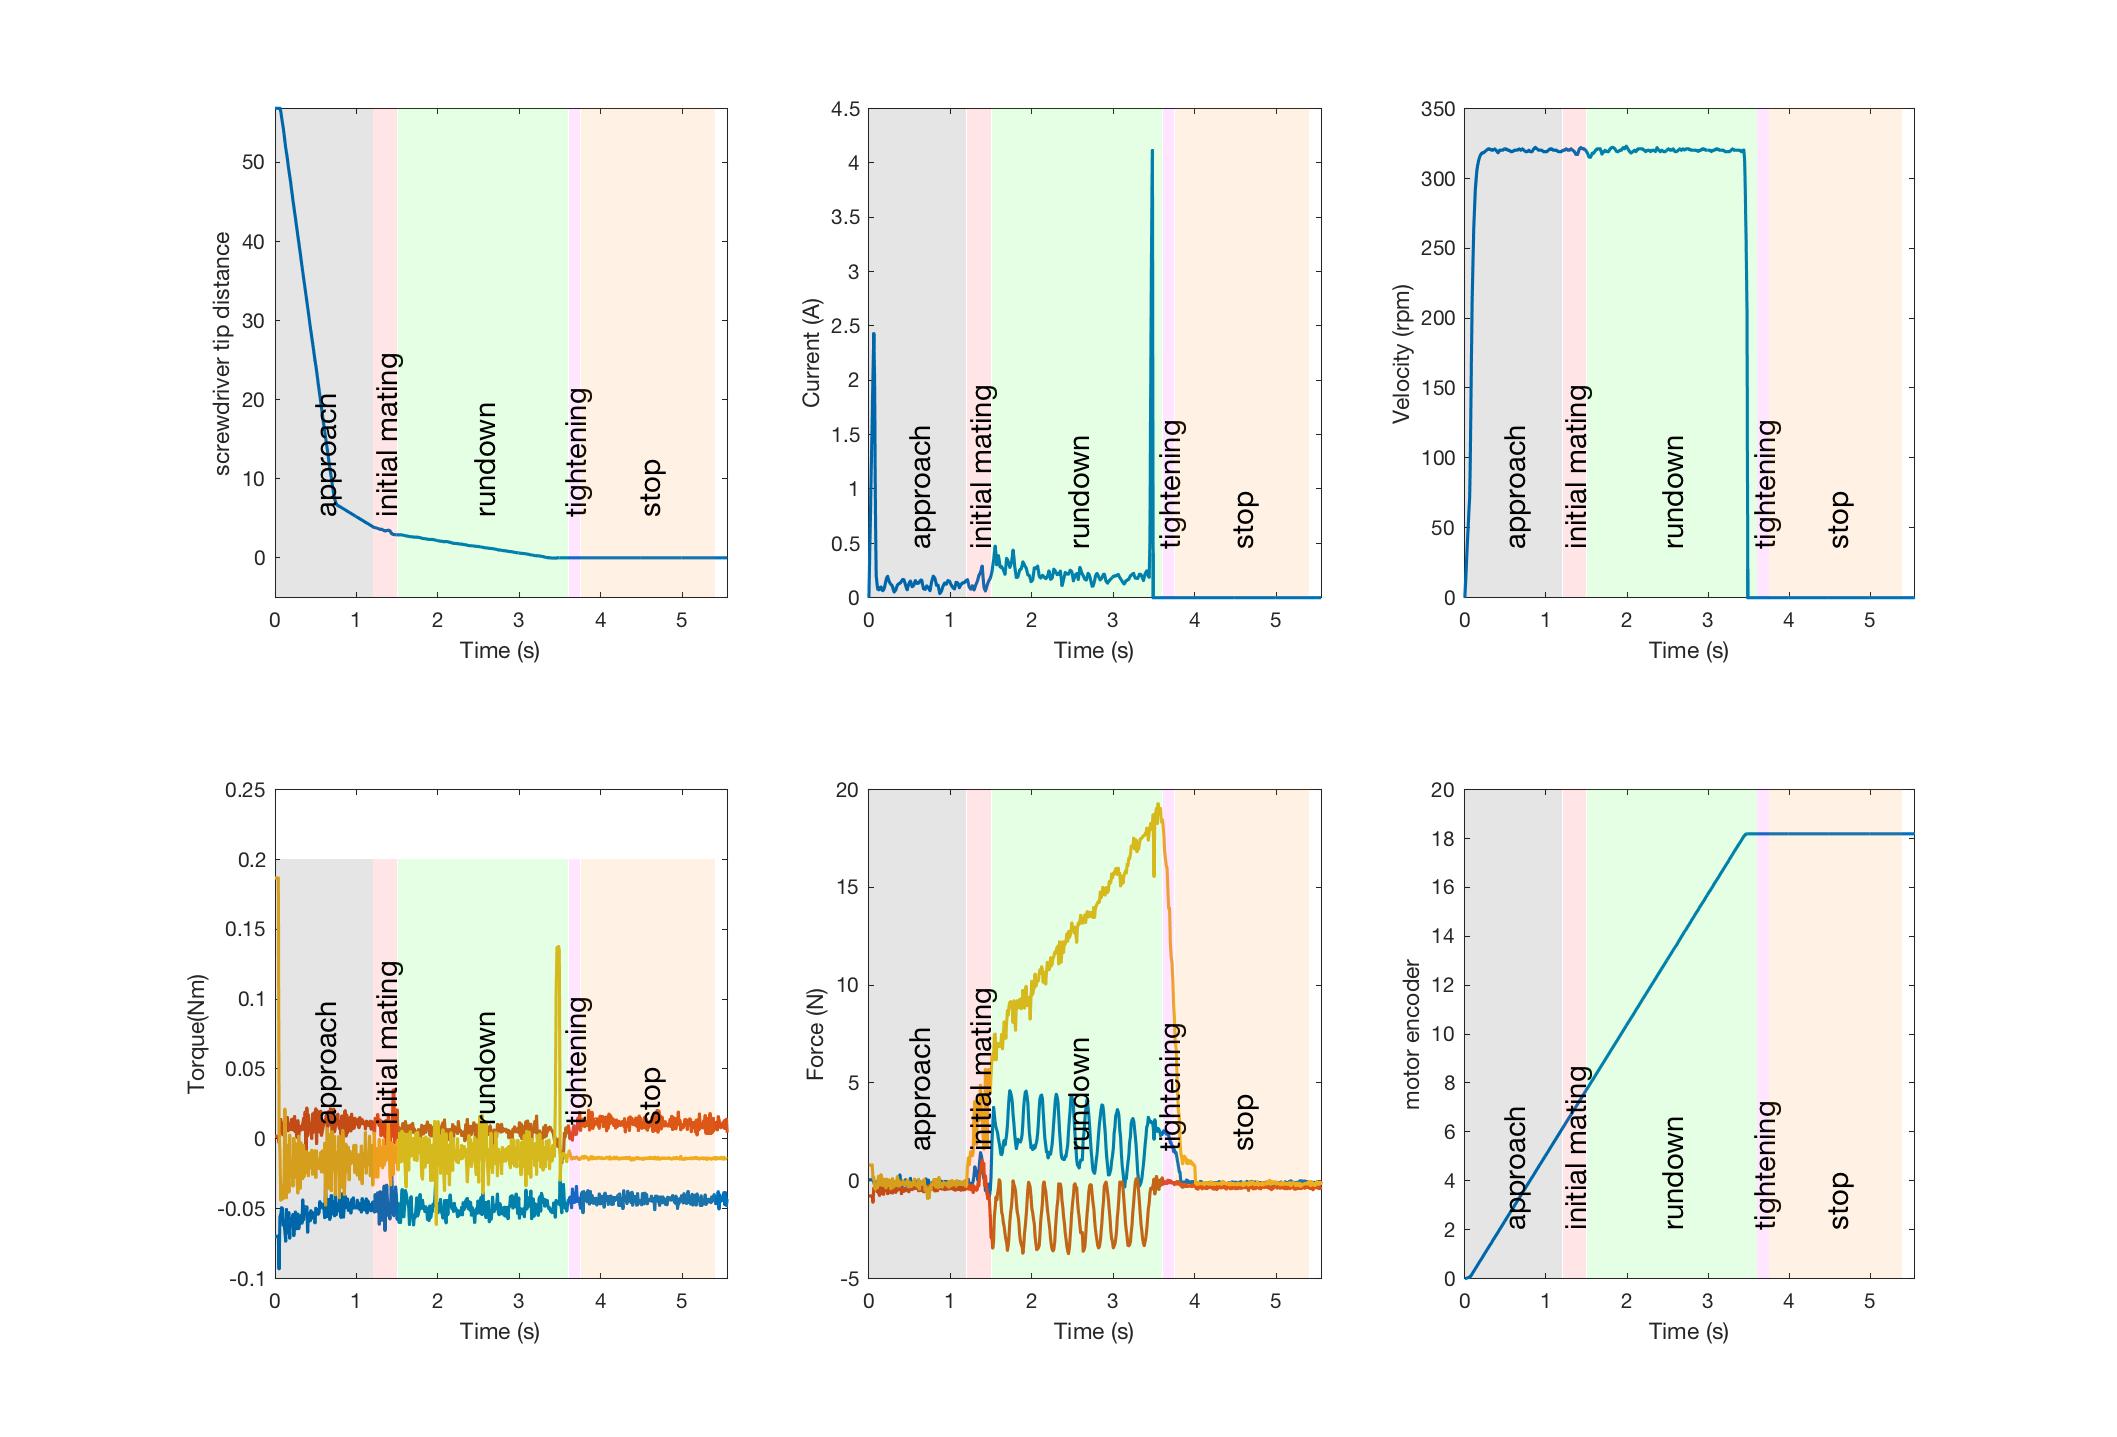 screwdriver tip distance
50
40
30
20
10
0
approach
initial mating
rundown
tightening
stop
0 1 2 3 4 5
Time (s)
Current (A)
4.5
4
3.5
3
2.5
2
1.5
1
0.5
0
approach
initial mating
rundown
tightening
stop
0 1 2 3 4 5
Time (s)
Velocity (rpm)
350
300
250
200
150
100
50
0
approach
initial mating
rundown
tightening
stop
0 1 2 3 4 5
Time (s)
Torque(Nm)
0.25
0.2
0.15
0.1
0.05
0
-0.05
-0.1
approach
initial mating
rundown
tightening
stop
0 1 2 3 4 5
Time (s)
Force (N)
20
15
10
5
0
-5
approach
initial mating
rundown
tightening
stop
0 1 2 3 4 5
Time (s)
motor encoder
20
18
16
14
12
10
8
6
4
2
0
approach
initial mating
rundown
tightening
stop
0 1 2 3 4 5
Time (s)